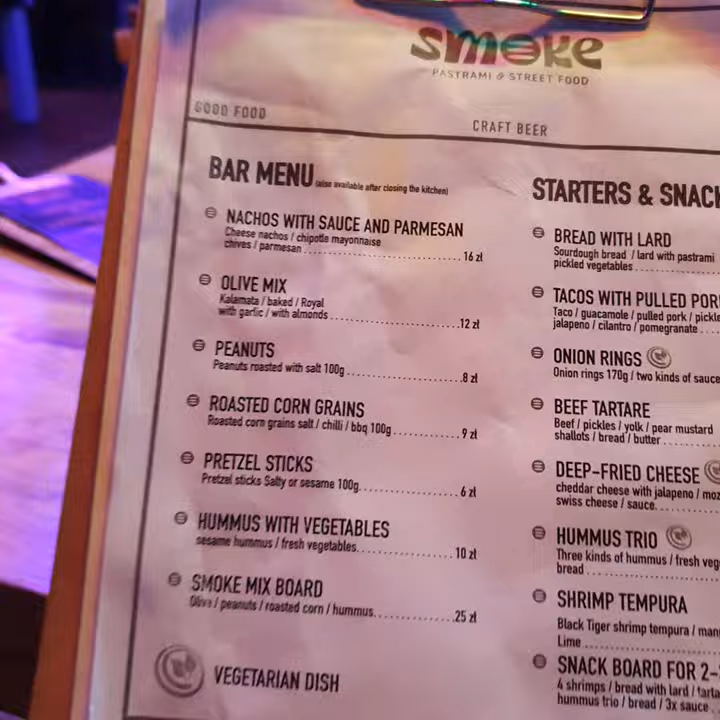 SMOKE
PASTRAMI & STREET FOOD
GOOD FOOD
CRAFT BEER
BAR MENU (also available after closing the kitchen)
NACHOS WITH SAUCE AND PARMESAN
Cheese nachos / chipotle mayonnaise
chives / parmesan 16 zł
OLIVE MIX
Kalamata / baked / Royal
with garlic / with almonds 12 zł
PEANUTS
Peanuts roasted with salt 100g 8 zł
ROASTED CORN GRAINS
Roasted corn grains salt / chilli / bbq 100g 9 zł
PRETZEL STICKS
Pretzel sticks Salty or sesame 100g 6 zł
HUMMUS WITH VEGETABLES
sesame hummus / fresh vegetables 10 zł
SMOKE MIX BOARD
Olive / peanuts / roasted corn / hummus 25 zł
VEGETARIAN DISH
STARTERS & SNACK
BREAD WITH LARD
Sourdough bread / lard with pastrami
pickled vegetables
TACOS WITH PULLED POR
Taco / guacamole / pulled pork / pickle
jalapeno / cilantro / pomegranate
ONION RINGS
Onion rings 170g / two kinds of sauce
BEEF TARTARE
Beef / pickles / yolk / pear mustard
shallots / bread / butter
DEEP-FRIED CHEESE
cheddar cheese with jalapeno / moz
swiss cheese / sauce
HUMMUS TRIO
Three kinds of hummus / fresh veg
bread
SHRIMP TEMPURA
Black Tiger shrimp tempura / man
Lime
SNACK BOARD FOR 2-
4 shrimps / bread with lard / tarta
hummus trio / bread / 3x sauce